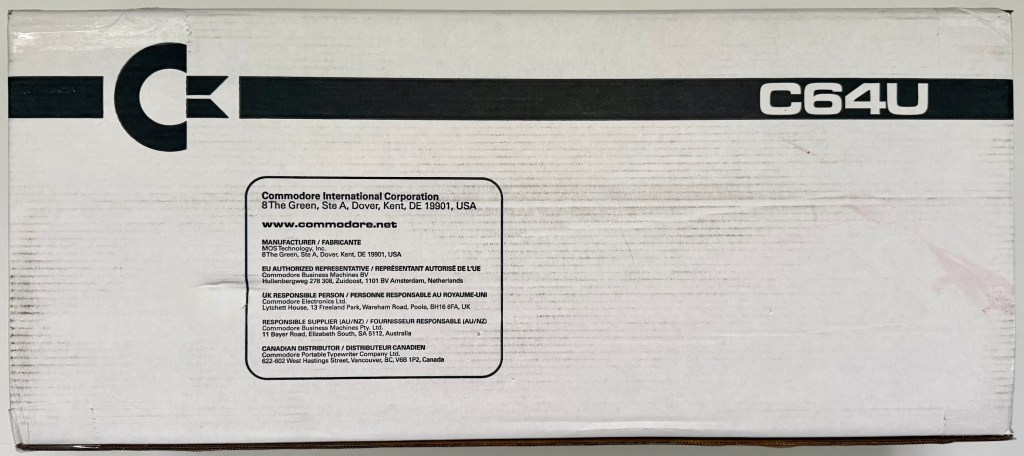 C64U
Commodore International Corporation
8 The Green, Ste A, Dover, Kent, DE 19901, USA
www.commodore.net
MANUFACTURER / FABRICANTE
MOS Technology, Inc.
8 The Green, Ste A, Dover, Kent, DE 19901, USA
EU AUTHORIZED REPRESENTATIVE / REPRÉSENTANT AUTORISÉ DE L'UE
Commodore Business Machines BV
Hullenbergweg 278 308, Zuidoost, 1101 BV Amsterdam, Netherlands
UK RESPONSIBLE PERSON / PERSONNE RESPONSABLE AU ROYAUME-UNI
Commodore Electronics Ltd.
Lytchett House, 13 Freeland Park, Wareham Road, Poole, BH16 6FA, UK
RESPONSIBLE SUPPLIER (AU/NZ) / FOURNISSEUR RESPONSABLE (AU/NZ)
Commodore Business Machines Pty. Ltd.
11 Bayer Road, Elizabeth South, SA 5112, Australia
CANADIAN DISTRIBUTOR / DISTRIBUTEUR CANADIEN
Commodore Portable Typewriter Company Ltd.
622-602 West Hastings Street, Vancouver, BC, V6B 1P2, Canada